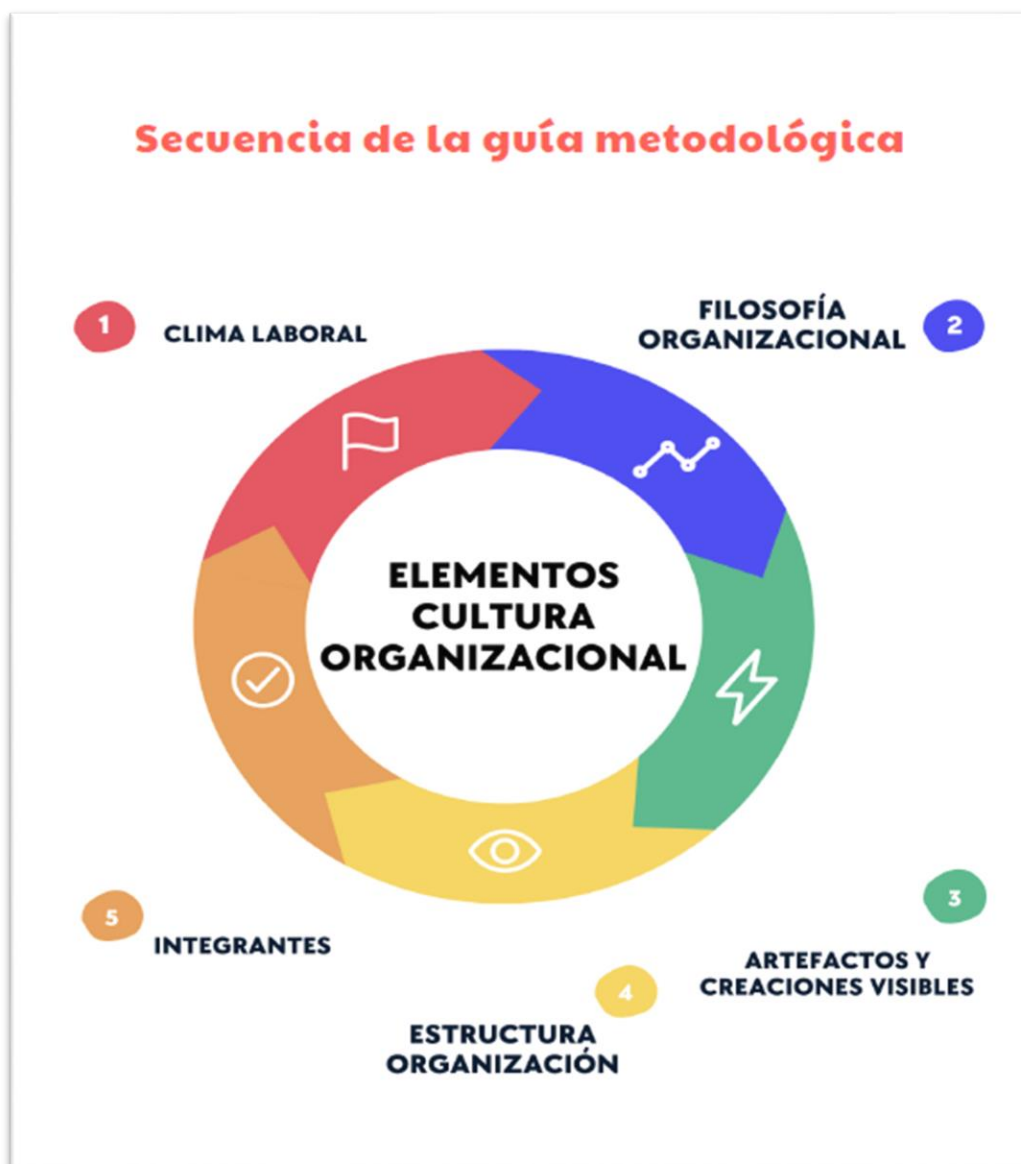 Secuencia de la guía metodológica
1
CLIMA LABORAL
FILOSOFÍA
ORGANIZACIONAL
2
ELEMENTOS
CULTURA
ORGANIZACIONAL
3
ARTEFACTOS Y
CREACIONES VISIBLES
4
ESTRUCTURA
ORGANIZACIÓN
5
INTEGRANTES